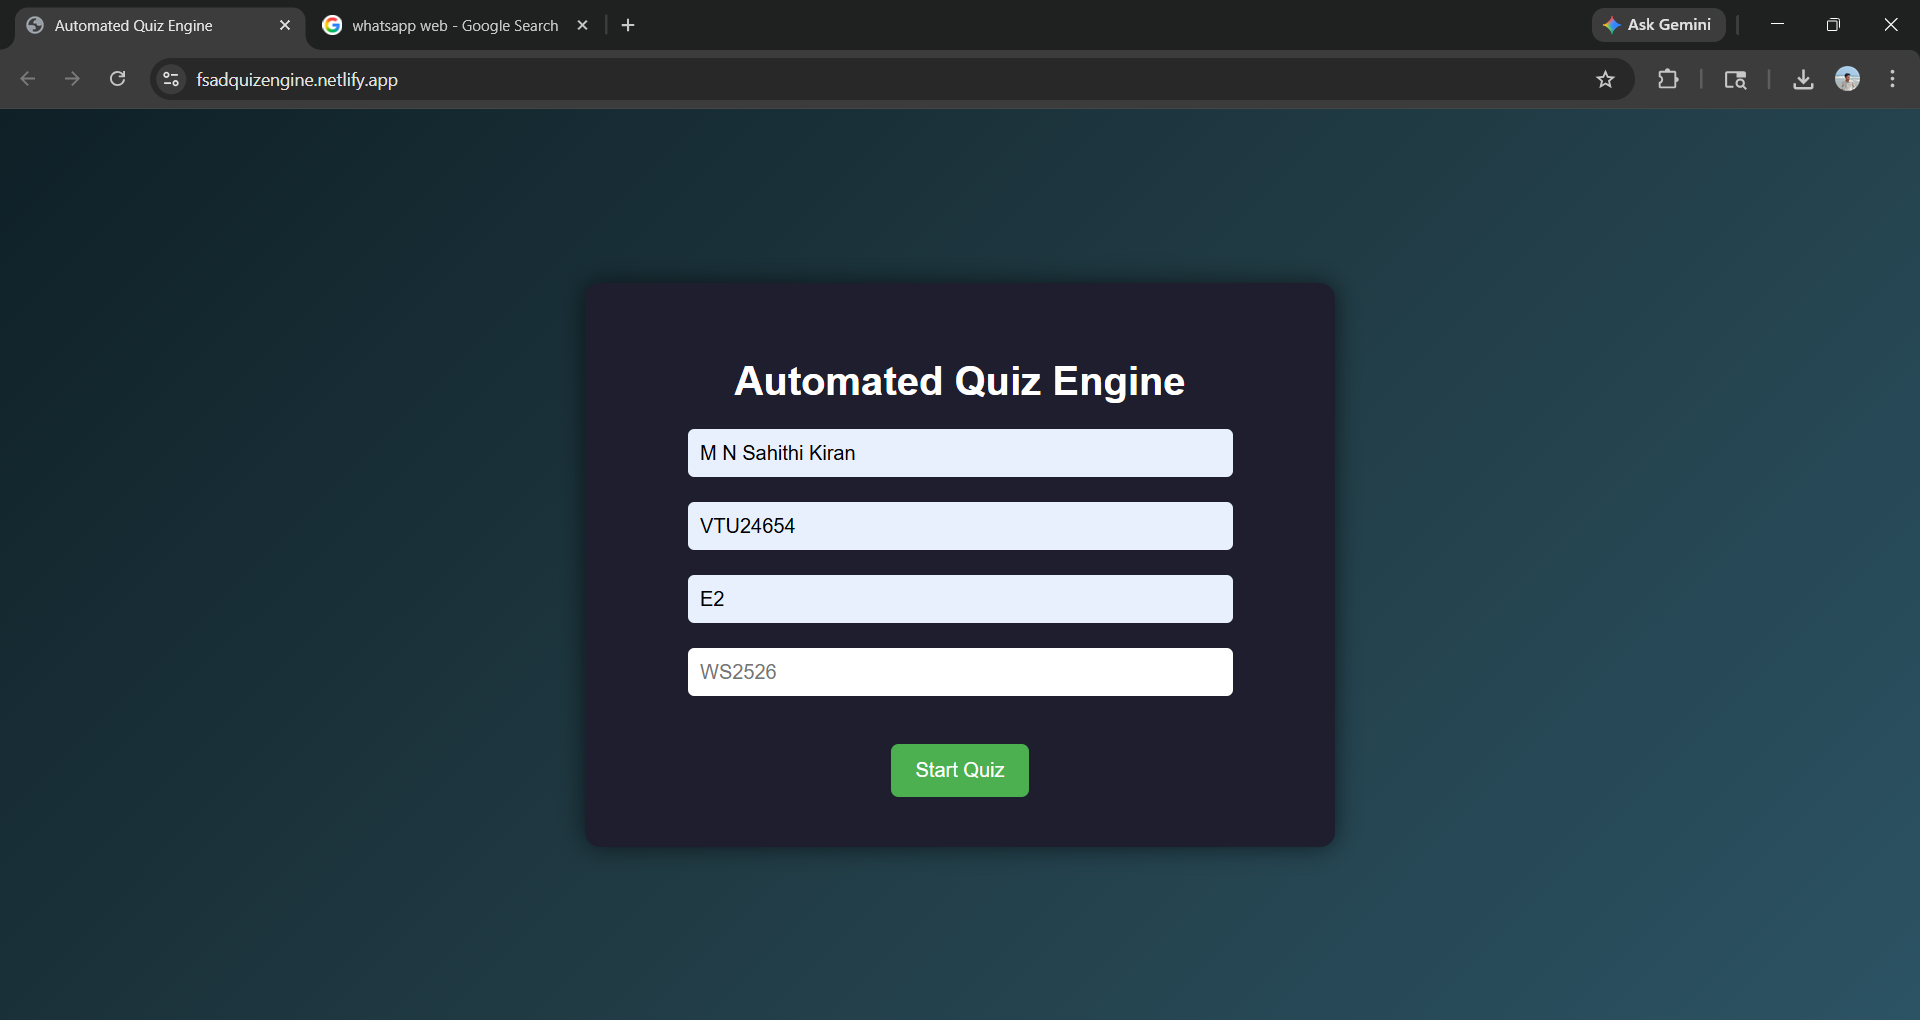 Automated Quiz Engine
whatsapp web - Google Search
Ask Gemini
fsadquizengine.netlify.app
Automated Quiz Engine
M N Sahithi Kiran
VTU24654
E2
WS2526
Start Quiz